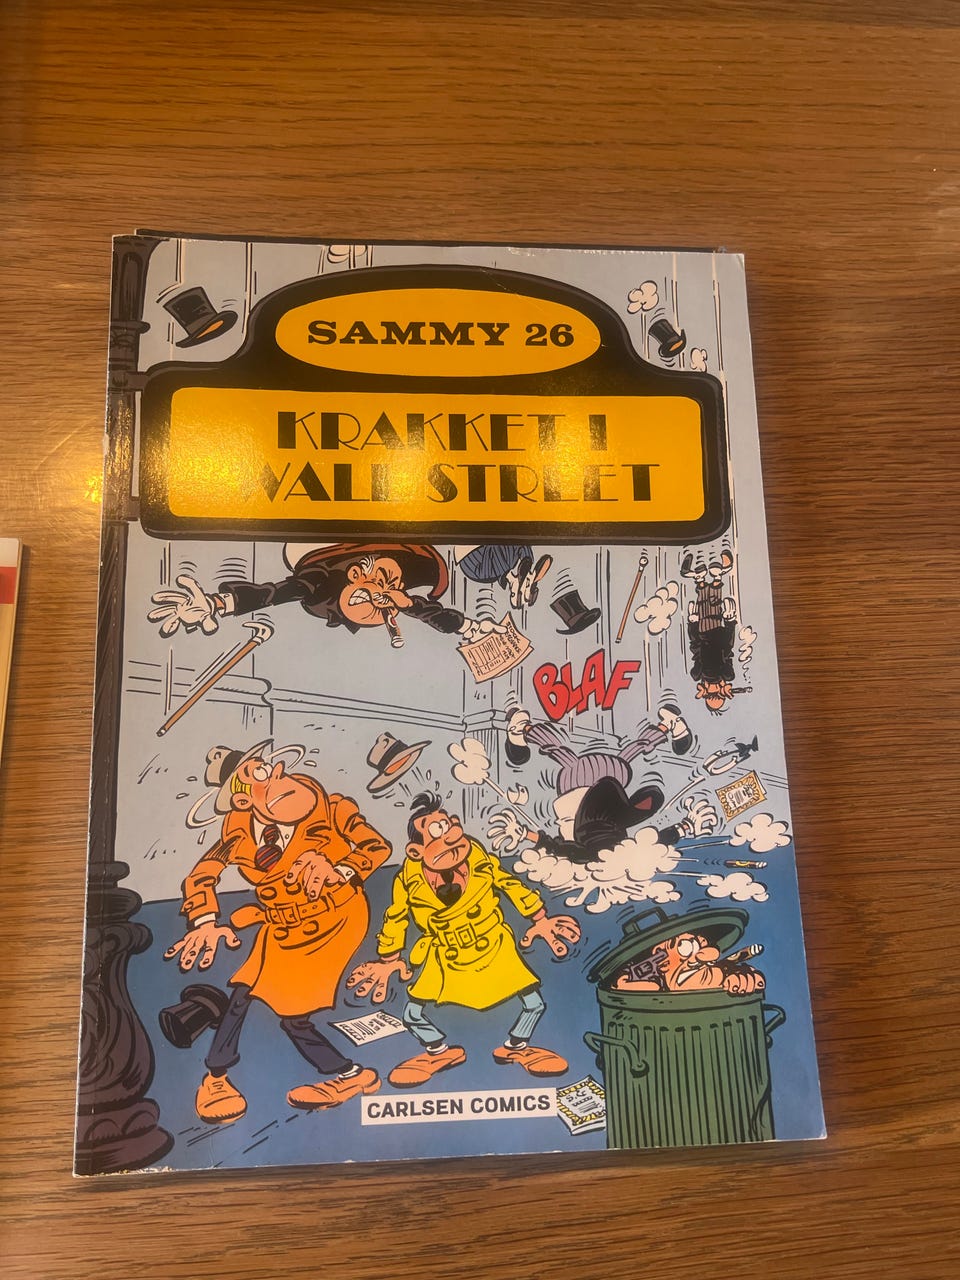 SAMMY 26
KRAKKET I
WALL STREET
BLAF
CARLSEN COMICS